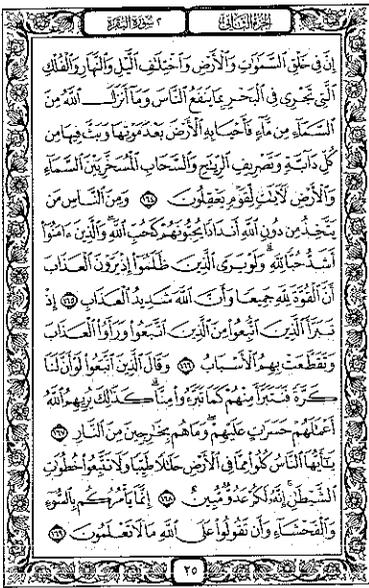 الجزء الثاني
٢ سورة البقرة
إِنَّ فِي خَلْقِ ٱلسَّمَٰوَٰتِ وَٱلْأَرْضِ وَٱخْتِلَٰفِ ٱلَّيْلِ وَٱلنَّهَارِ وَٱلْفُلْكِ
ٱلَّتِي تَجْرِي فِي ٱلْبَحْرِ بِمَا يَنفَعُ ٱلنَّاسَ وَمَآ أَنزَلَ ٱللَّهُ مِنَ
ٱلسَّمَآءِ مِن مَّآءٍ فَأَحْيَا بِهِ ٱلْأَرْضَ بَعْدَ مَوْتِهَا وَبَثَّ فِيهَا مِن
كُلِّ دَآبَّةٍ وَتَصْرِيفِ ٱلرِّيَٰحِ وَٱلسَّحَابِ ٱلْمُسَخَّرِ بَيْنَ ٱلسَّمَآءِ
وَٱلْأَرْضِ لَءَايَٰتٍ لِّقَوْمٍ يَعْقِلُونَ ١٦٤ وَمِنَ ٱلنَّاسِ مَن
يَتَّخِذُ مِن دُونِ ٱللَّهِ أَندَادًا يُحِبُّونَهُمْ كَحُبِّ ٱللَّهِ وَٱلَّذِينَ ءَامَنُوٓا۟
أَشَدُّ حُبًّا لِّلَّهِ وَلَوْ يَرَى ٱلَّذِينَ ظَلَمُوٓا۟ إِذْ يَرَوْنَ ٱلْعَذَابَ
أَنَّ ٱلْقُوَّةَ لِلَّهِ جَمِيعًا وَأَنَّ ٱللَّهَ شَدِيدُ ٱلْعَذَابِ ١٦٥ إِذْ
تَبَرَّأَ ٱلَّذِينَ ٱتُّبِعُوا۟ مِنَ ٱلَّذِينَ ٱتَّبَعُوا۟ وَرَأَوُا۟ ٱلْعَذَابَ
وَتَقَطَّعَتْ بِهِمُ ٱلْأَسْبَابُ ١٦٦ وَقَالَ ٱلَّذِينَ ٱتَّبَعُوا۟ لَوْ أَنَّ لَنَا
كَرَّةً فَنَتَبَرَّأَ مِنْهُمْ كَمَا تَبَرَّءُوا۟ مِنَّا كَذَٰلِكَ يُرِيهِمُ ٱللَّهُ
أَعْمَٰلَهُمْ حَسَرَٰتٍ عَلَيْهِمْ وَمَا هُم بِخَٰرِجِينَ مِنَ ٱلنَّارِ ١٦٧
يَٰٓأَيُّهَا ٱلنَّاسُ كُلُوا۟ مِمَّا فِي ٱلْأَرْضِ حَلَٰلًا طَيِّبًا وَلَا تَتَّبِعُوا۟ خُطُوَٰتِ
ٱلشَّيْطَٰنِ إِنَّهُۥ لَكُمْ عَدُوٌّ مُّبِينٌ ١٦٨ إِنَّمَا يَأْمُرُكُم بِٱلسُّوٓءِ
وَٱلْفَحْشَآءِ وَأَن تَقُولُوا۟ عَلَى ٱللَّهِ مَا لَا تَعْلَمُونَ ١٦٩
٢٥